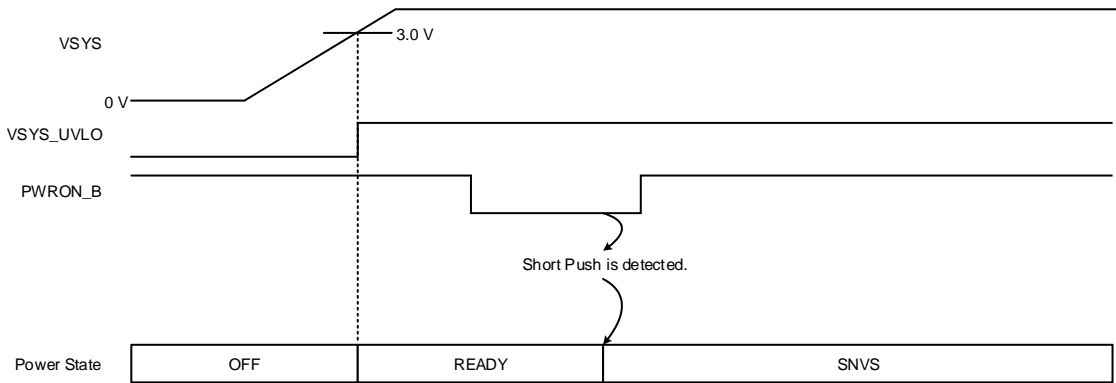 VSYS
3.0 V
0 V
VSYS_UVLO
PWRON_B
Short Push is detected.
Power State
OFF
READY
SNVS